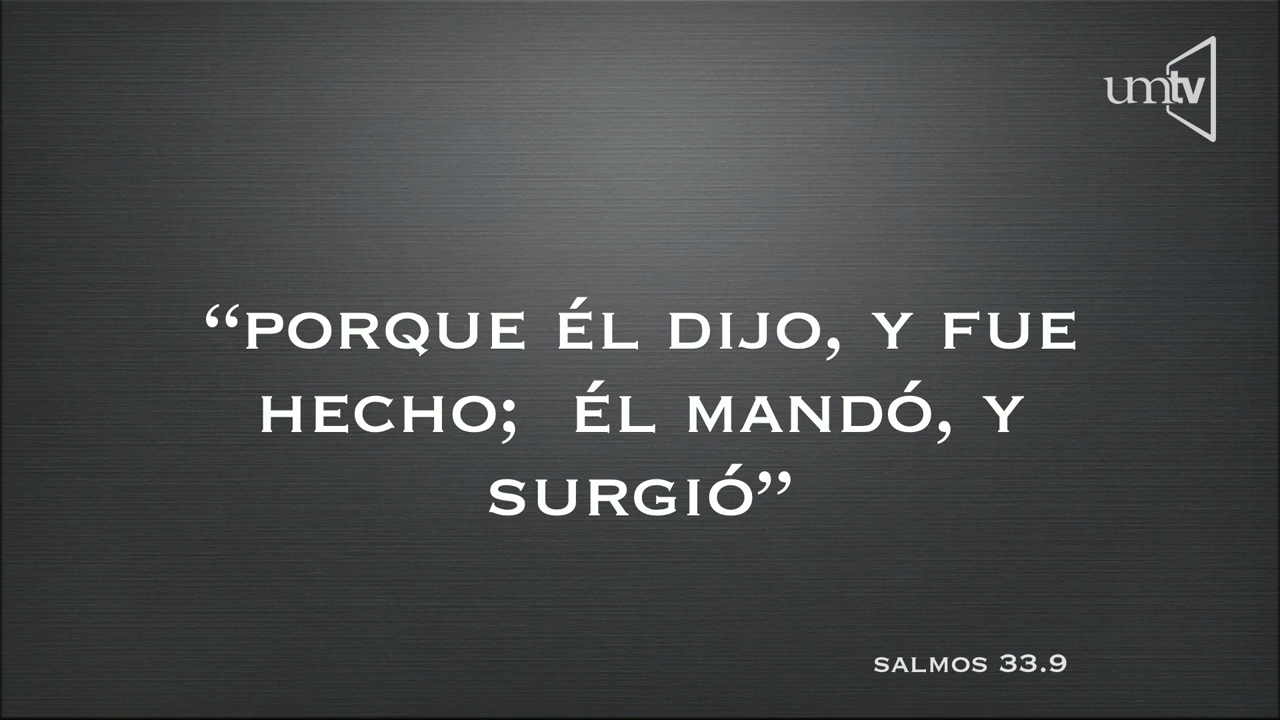 umtv
“PORQUE ÉL DIJO, Y FUE
HECHO; ÉL MANDÓ, Y
SURGIÓ”
SALMOS 33.9